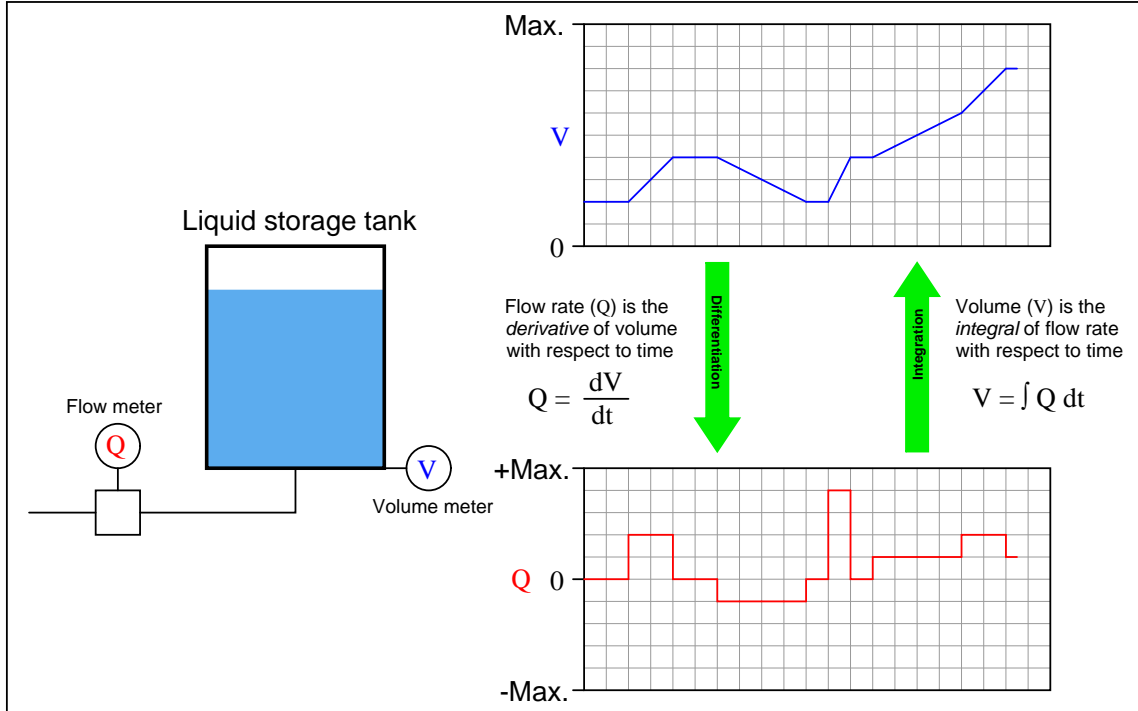 Max.
V
0
Liquid storage tank
Flow meter
Q
V
Volume meter
Flow rate (Q) is the
derivative of volume
with respect to time
Q = dV/dt
Differentiation
Integration
Volume (V) is the
integral of flow rate
with respect to time
V = ∫ Q dt
+Max.
Q 0
-Max.